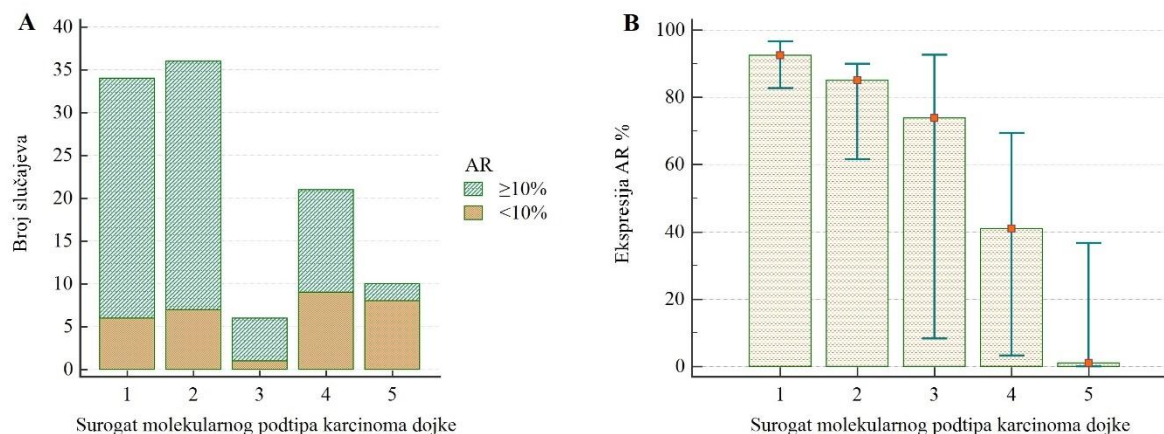 A
40
35
30
25
20
15
10
5
0
Broj slučajeva
1 2 3 4 5
Surogat molekularnog podtipa karcinoma dojke
AR
≥10%
<10%
B
100
80
60
40
20
0
Ekspresija AR %
1 2 3 4 5
Surogat molekularnog podtipa karcinoma dojke